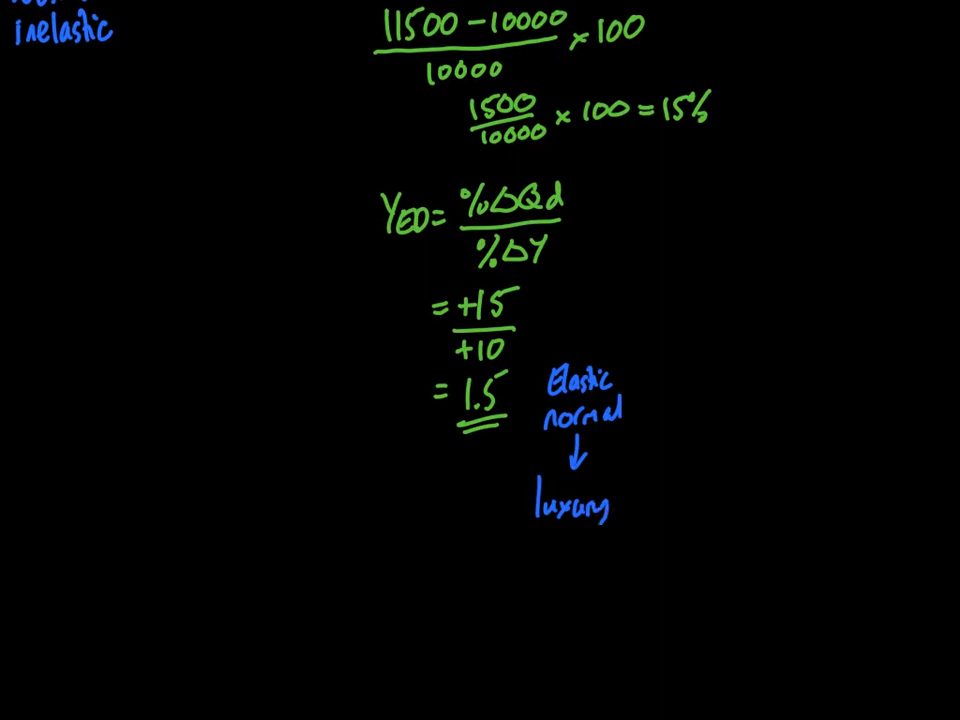 inelastic
11500 - 10000 / 10000 × 100
1500 / 10000 × 100 = 15%
YED = %ΔQd / %ΔY
= +15 / +10
= 1.5
Elastic
normal
↓
luxury